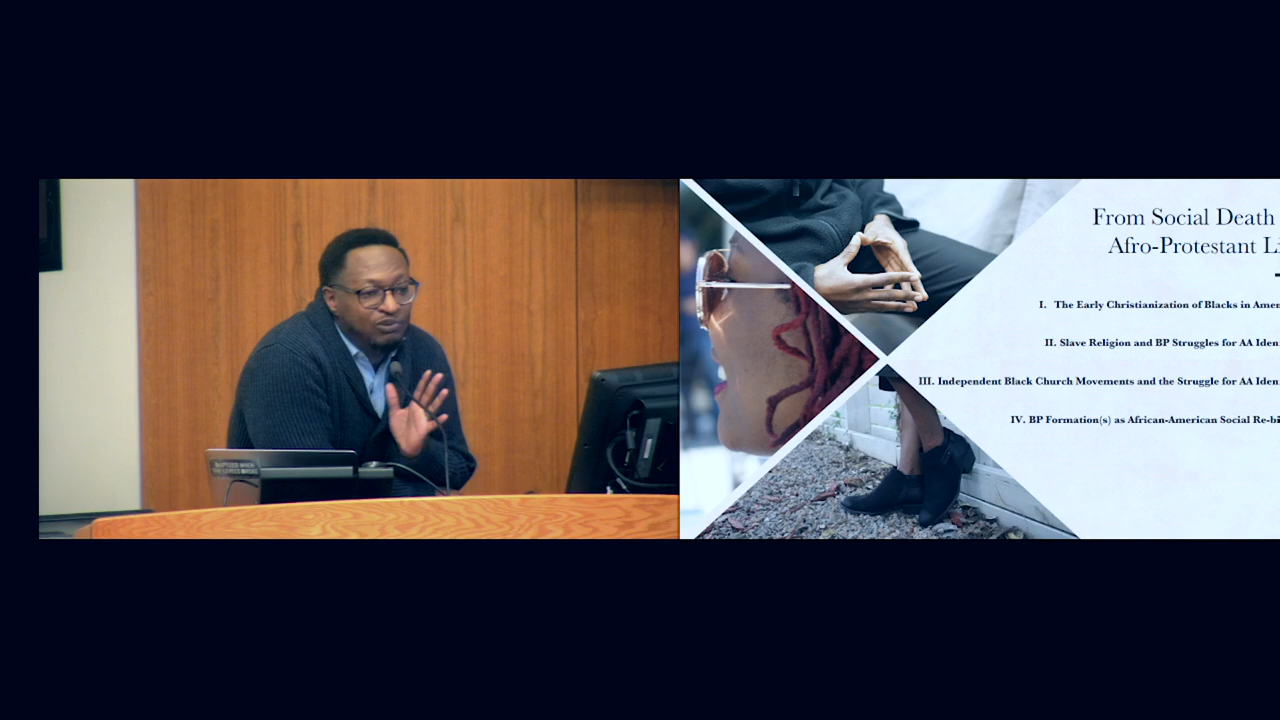 From Social Death
Afro-Protestant Li
I. The Early Christianization of Blacks in Amer
II. Slave Religion and BP Struggles for AA Iden
III. Independent Black Church Movements and the Struggle for AA Iden
IV. BP Formation(s) as African-American Social Re-bi